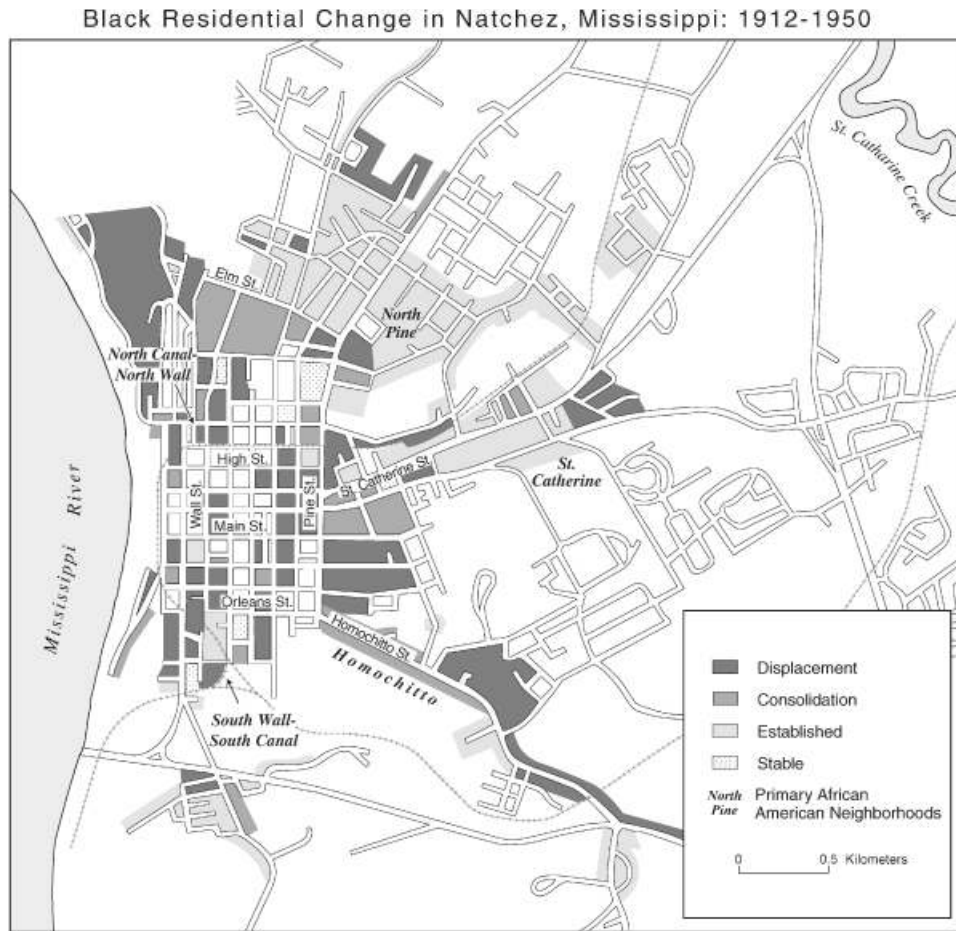 Black Residential Change in Natchez, Mississippi: 1912-1950
St. Catharine Creek
Elm St.
North
Pine
North Canal-
North Wall
High St.
St. Catherine St.
St.
Catherine
Wall St.
Pine St.
Main St.
Mississippi River
Orleans St.
Homochitto St.
Homochitto
South Wall-
South Canal
Displacement
Consolidation
Established
Stable
North
Pine
Primary African
American Neighborhoods
0 0.5 Kilometers